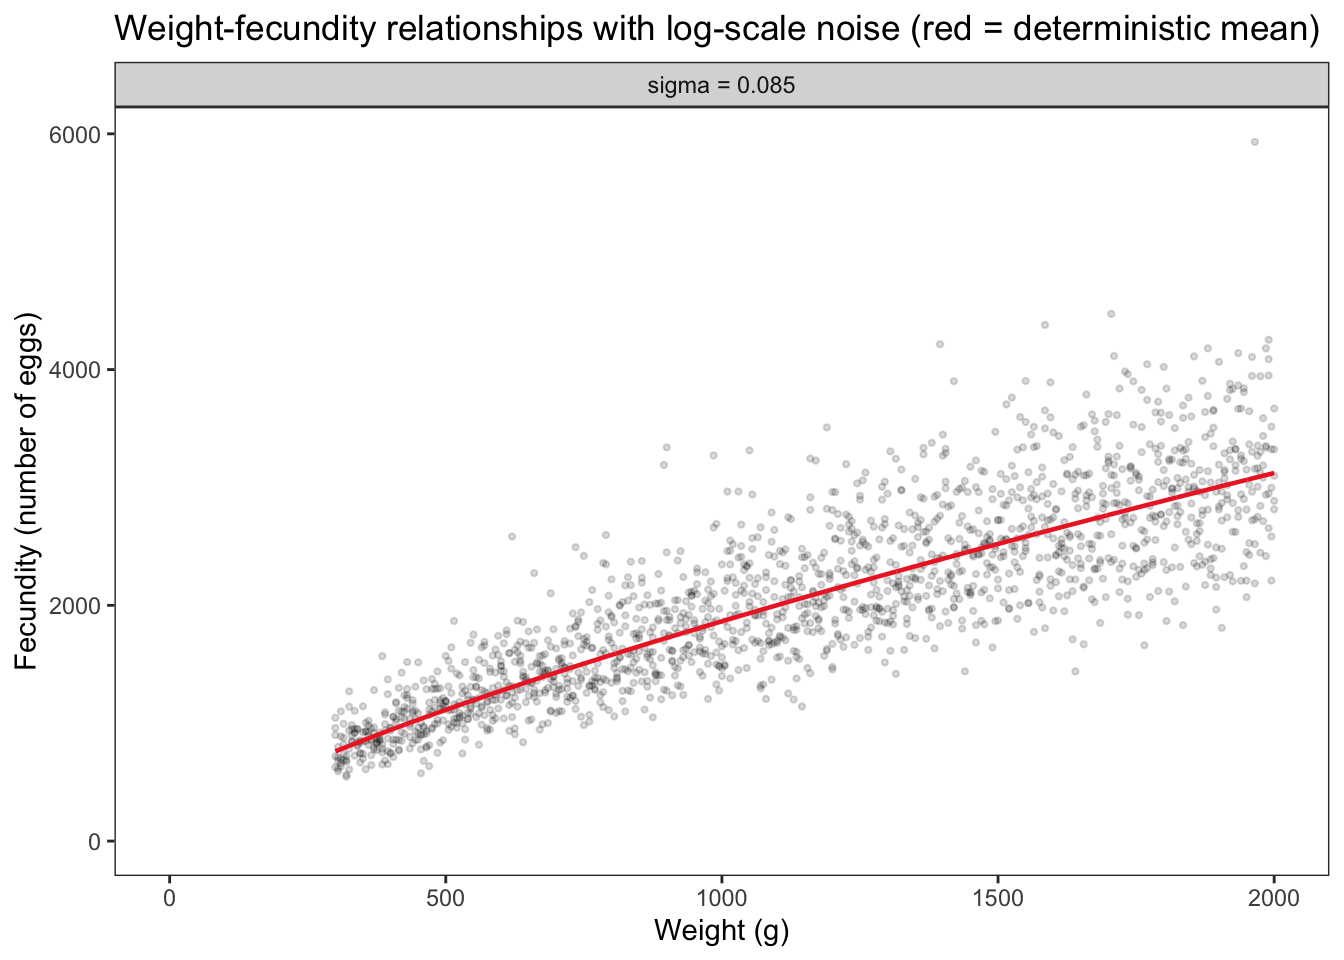 Weight-fecundity relationships with log-scale noise (red = deterministic mean)
sigma = 0.085
6000
4000
2000
0
Fecundity (number of eggs)
0 500 1000 1500 2000
Weight (g)